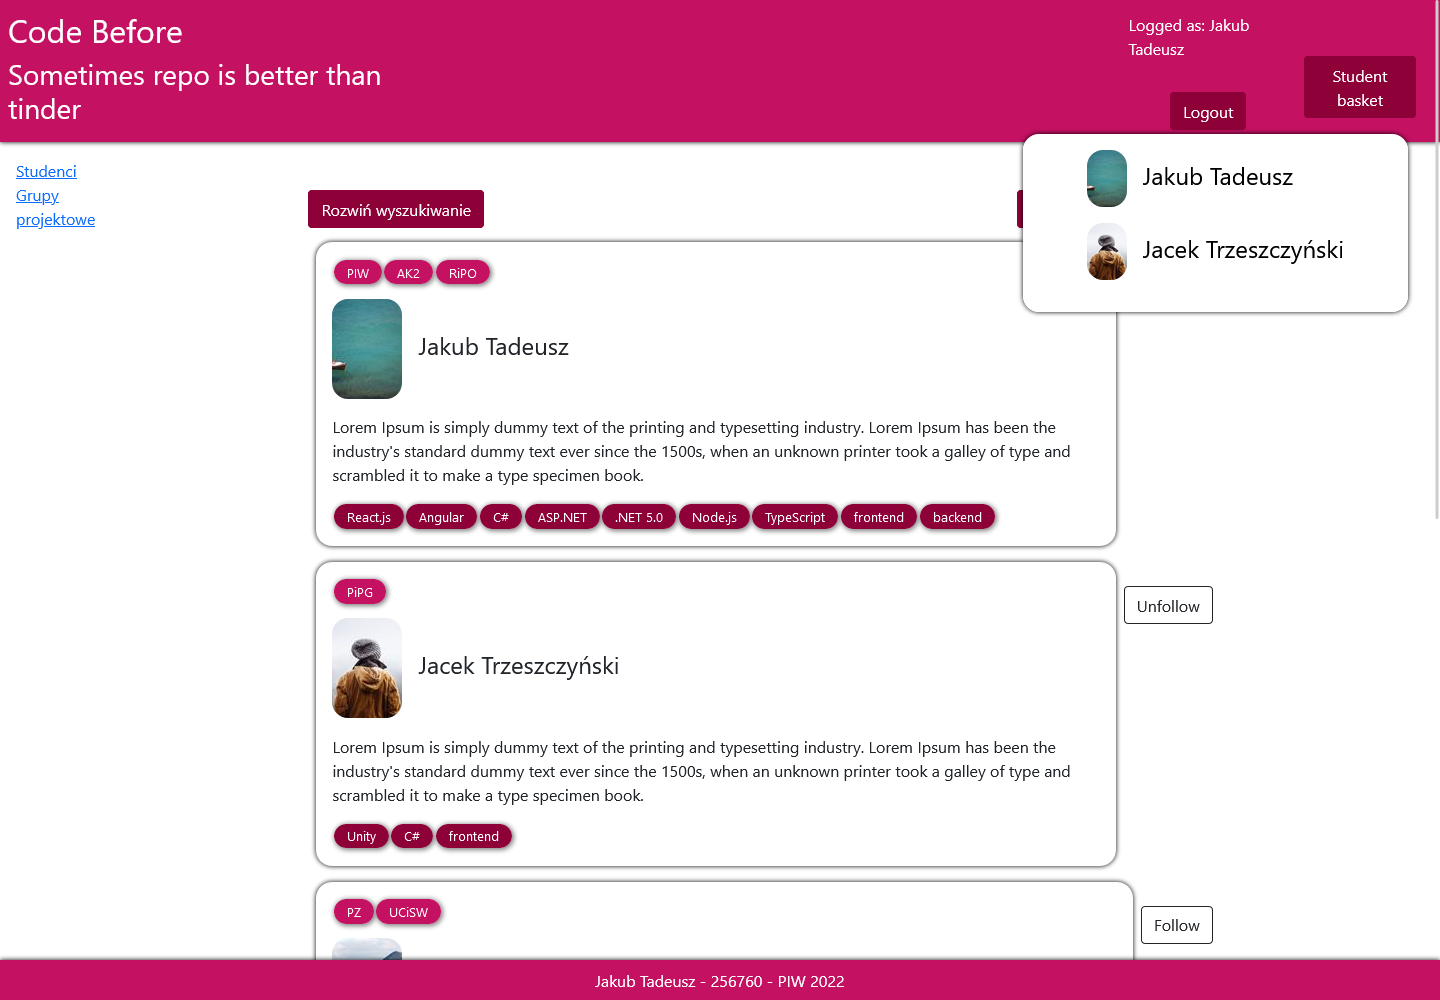 Code Before
Sometimes repo is better than
tinder
Logged as: Jakub
Tadeusz
Logout
Student
basket
Jakub Tadeusz
Jacek Trzeszczyński
Studenci
Grupy
projektowe
Rozwiń wyszukiwanie
PIW AK2 RiPO
Jakub Tadeusz
Lorem Ipsum is simply dummy text of the printing and typesetting industry. Lorem Ipsum has been the
industry's standard dummy text ever since the 1500s, when an unknown printer took a galley of type and
scrambled it to make a type specimen book.
React.js Angular C# ASP.NET .NET 5.0 Node.js TypeScript frontend backend
PiPG
Unfollow
Jacek Trzeszczyński
Lorem Ipsum is simply dummy text of the printing and typesetting industry. Lorem Ipsum has been the
industry's standard dummy text ever since the 1500s, when an unknown printer took a galley of type and
scrambled it to make a type specimen book.
Unity C# frontend
PZ UCiSW
Follow
Jakub Tadeusz - 256760 - PIW 2022